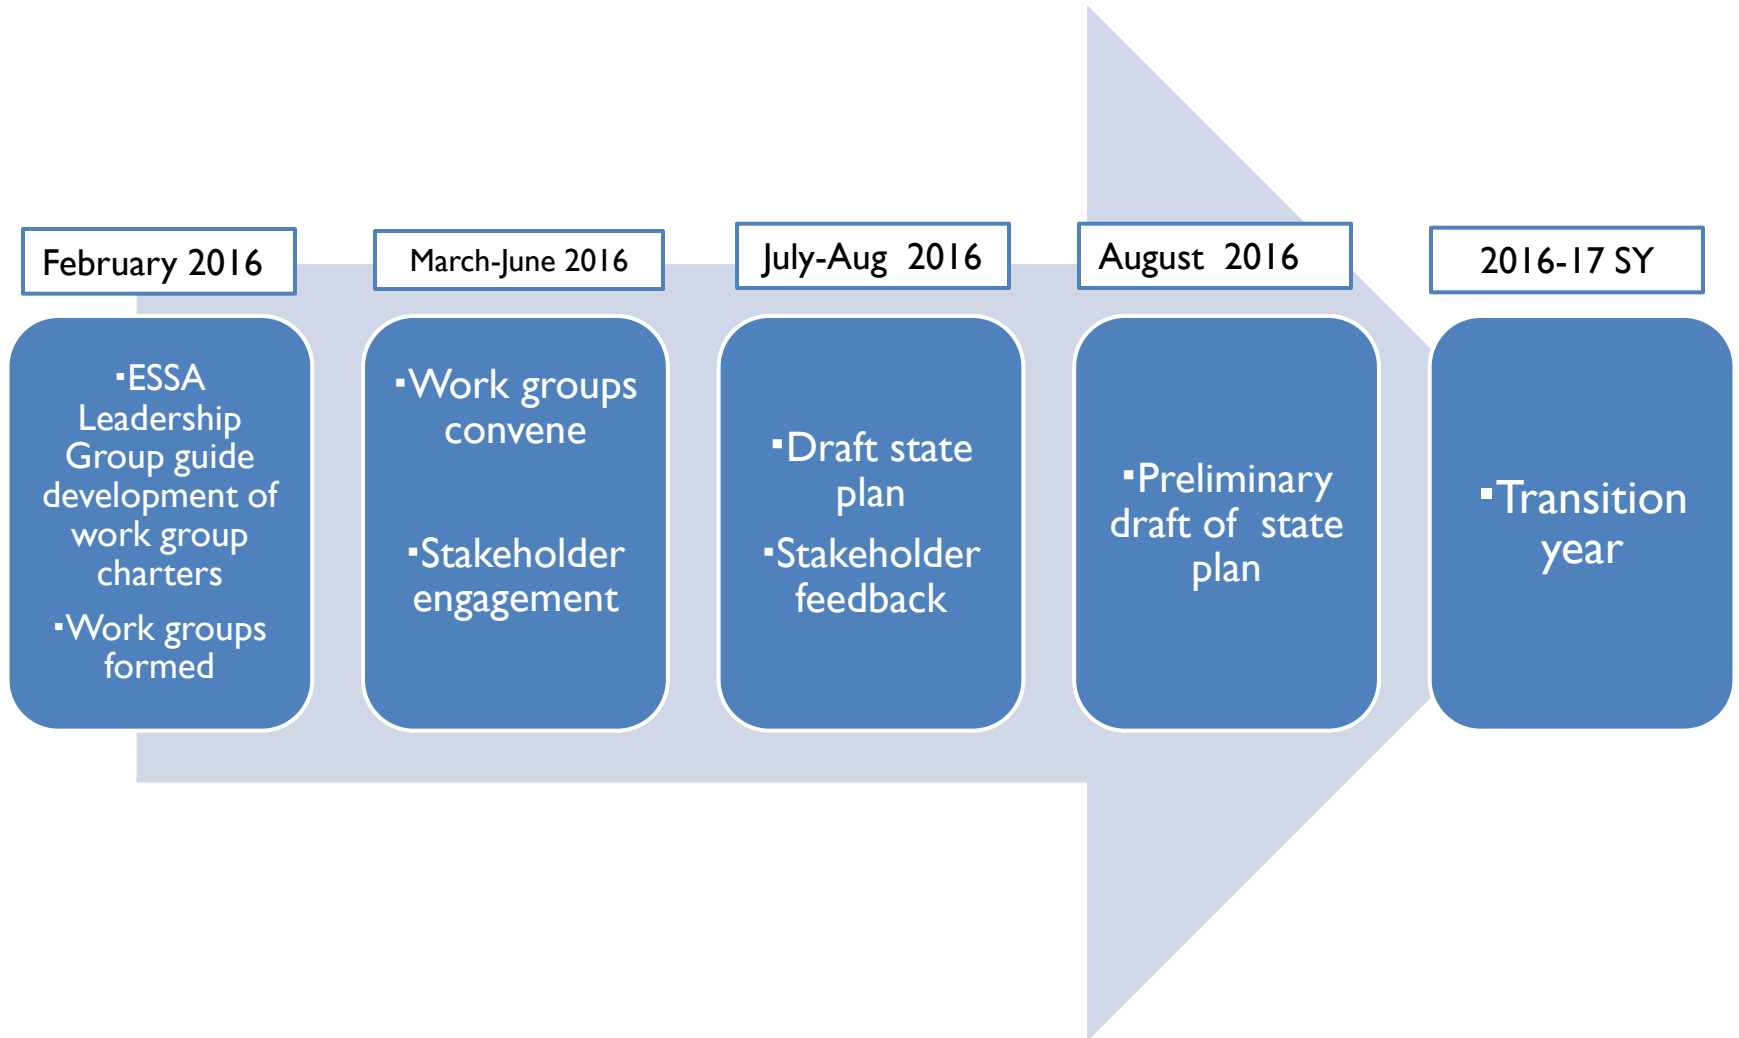 February 2016
March-June 2016
July-Aug  2016
August  2016
2016-17 SY
▪ESSA
Leadership
Group guide
development of
work group
charters
▪Work groups
formed
▪Work groups
convene
▪Stakeholder
engagement
▪Draft state
plan
▪Stakeholder
feedback
▪Preliminary
draft of  state
plan
▪Transition
year